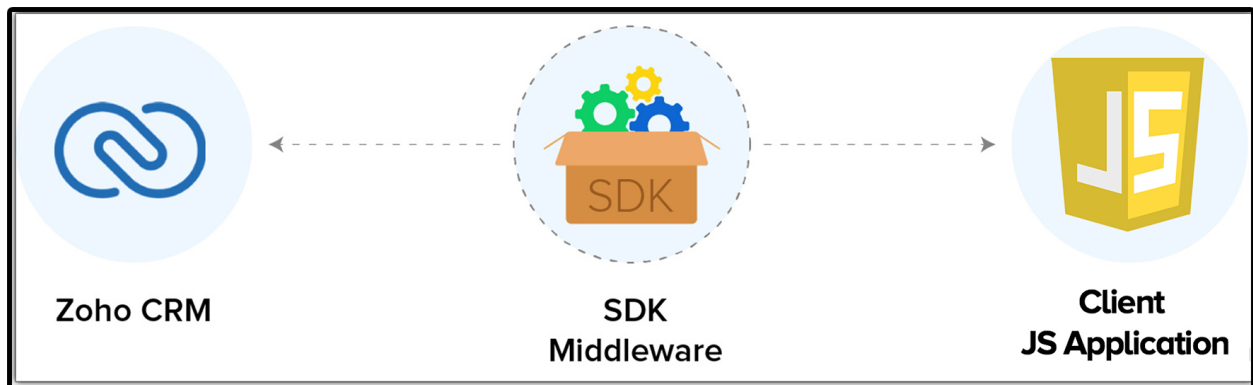 SDK
JS
Zoho CRM
SDK
Middleware
Client
JS Application